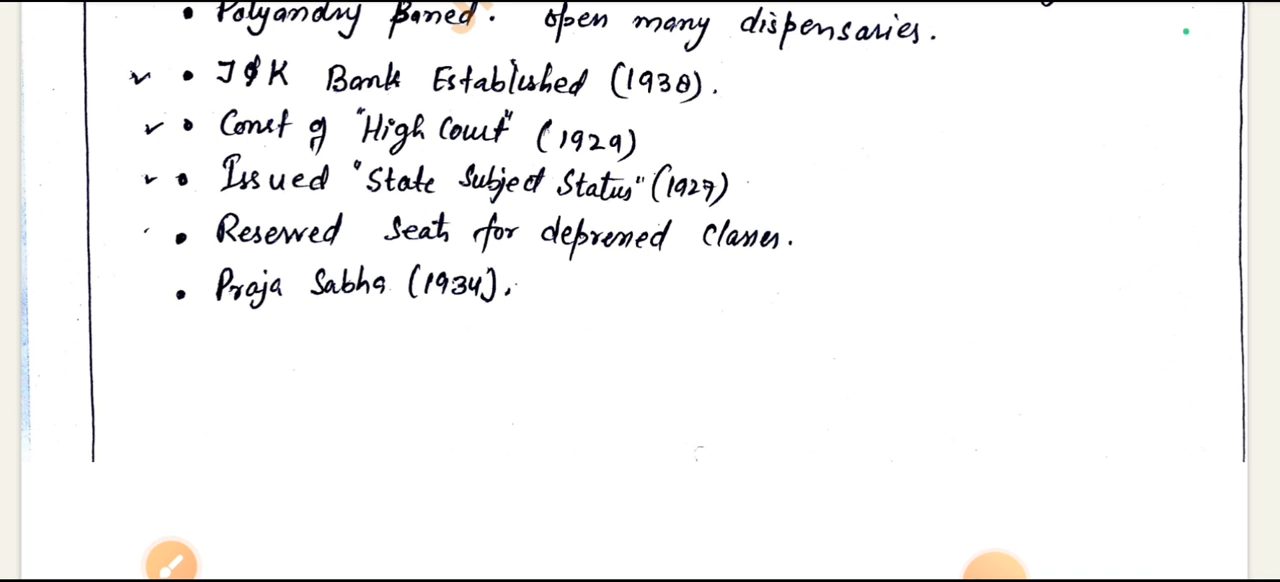 • Polyandry Baned. Open many dispensaries.
• J&K Bank Established (1938).
• Const of "High Court" (1929)
• Issued "State Subject Status" (1927)
• Reserved Seats for depressed Classes.
• Praja Sabha (1934).